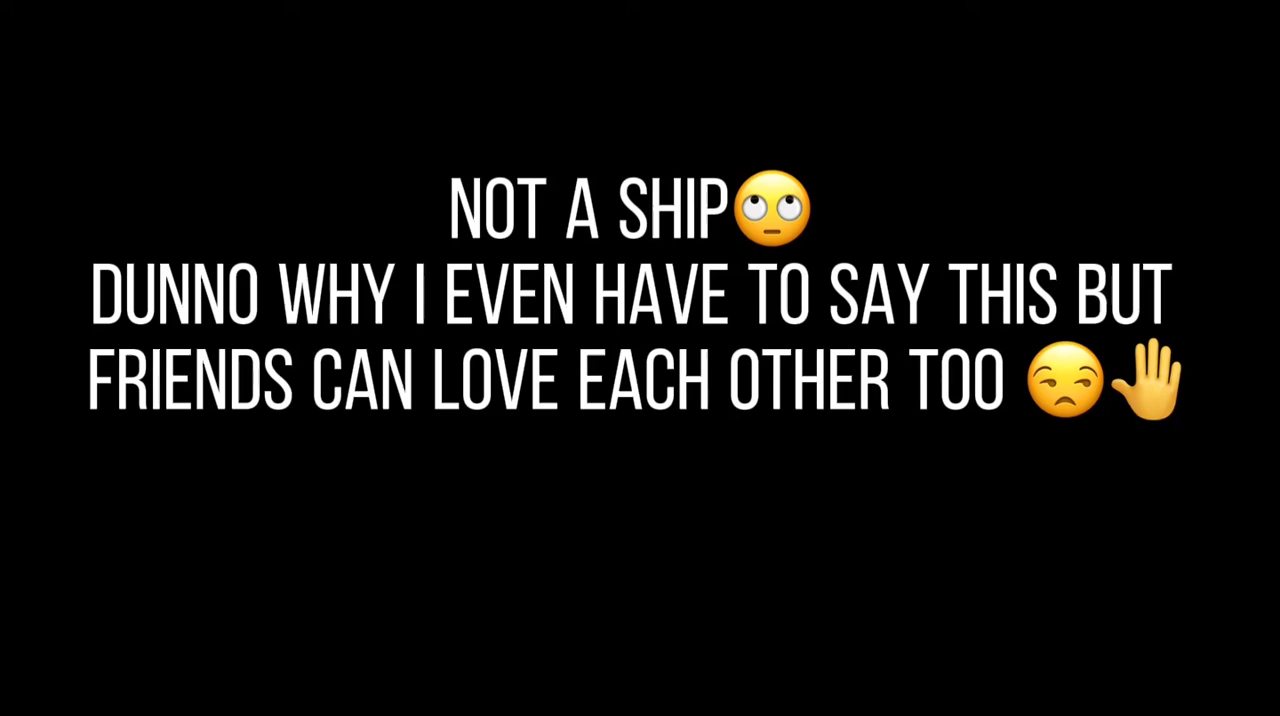 NOT A SHIP🙄
DUNNO WHY I EVEN HAVE TO SAY THIS BUT
FRIENDS CAN LOVE EACH OTHER TOO 😒🤚